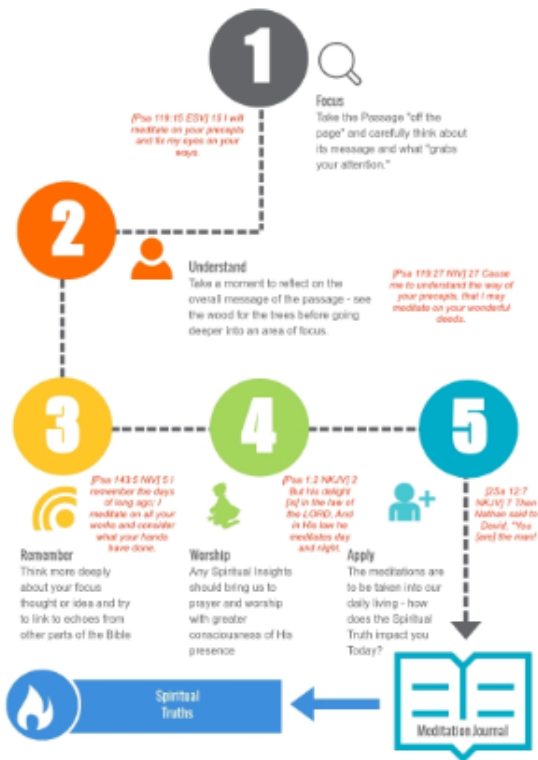 1
Focus
Take the Passage "off the
page" and carefully think about
its message and what "grabs
your attention."
[Psa 119:15 ESV] 15 I will
meditate on your precepts
and fix my eyes on your
ways.
2
Understand
Take a moment to reflect on the
overall message of the passage - see
the wood for the trees before going
deeper into an area of focus.
[Psa 119:27 NIV] 27 Cause
me to understand the way of
your precepts, that I may
meditate on your wonderful
deeds.
3
[Psa 143:5 NIV] 5 I
remember the days
of long ago; I
meditate on all your
works and consider
what your hands
have done.
Remember
Think more deeply
about your focus
thought or idea and try
to link to echoes from
other parts of the Bible
4
[Psa 1:2 NKJV] 2
But his delight
[is] in the law of
the LORD, And
in His law he
meditates day
and night.
Worship
Any Spiritual Insights
should bring us to
prayer and worship
with greater
consciousness of His
presence
5
[2Sa 12:7
NKJV] 7 Then
Nathan said to
David, "You
[are] the man!
Apply
The meditations are
to be taken into our
daily living - how
does the Spiritual
Truth impact you
Today?
Meditation Journal
Spiritual
Truths